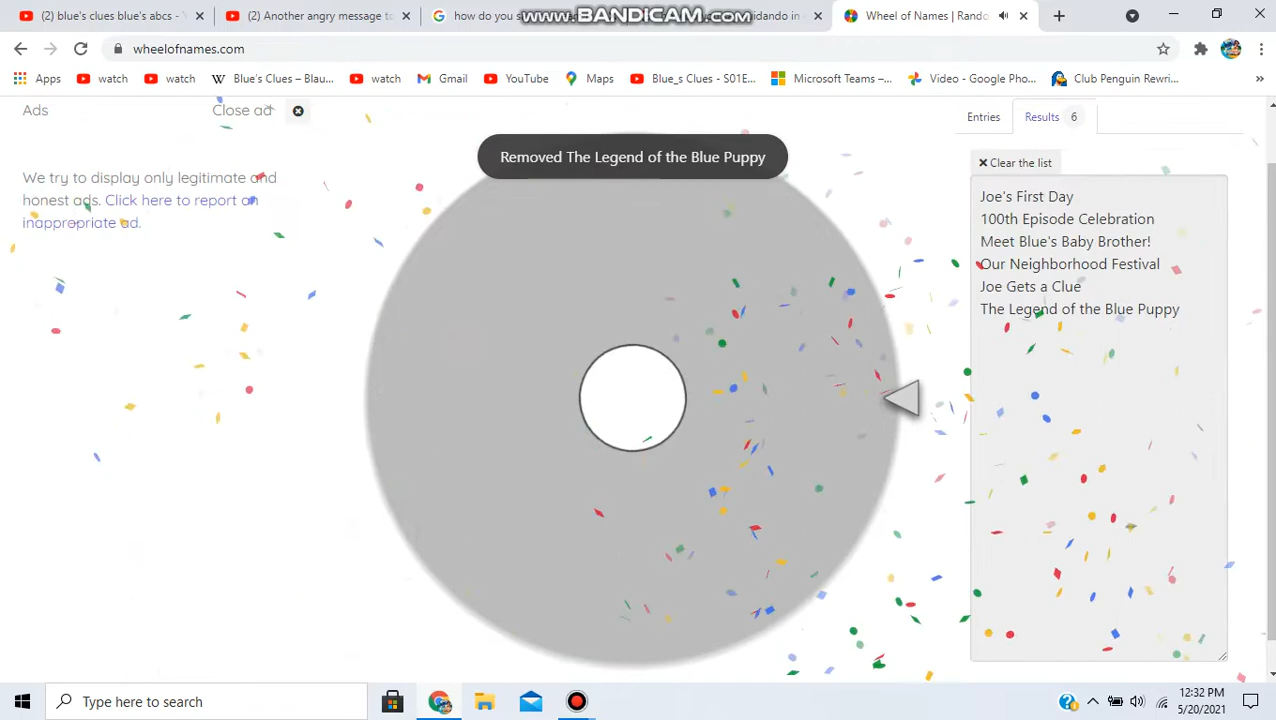 (2) blue's clues blue's abcs -
(2) Another angry message ta
how do you s
idando in
Wheel of Names | Rando
www.BANDICAM.com
wheelofnames.com
Apps
watch
watch
Blue's Clues – Blau...
watch
Gmail
YouTube
Maps
Blue_s Clues - S01E...
Microsoft Teams –...
Video - Google Pho...
Club Penguin Rewri...
»
Ads
Close ad
Entries
Results 6
Removed The Legend of the Blue Puppy
Clear the list
We try to display only legitimate and
honest ads. Click here to report an
inappropriate ad.
Joe's First Day
100th Episode Celebration
Meet Blue's Baby Brother!
Our Neighborhood Festival
Joe Gets a Clue
The Legend of the Blue Puppy
Type here to search
12:32 PM
5/20/2021